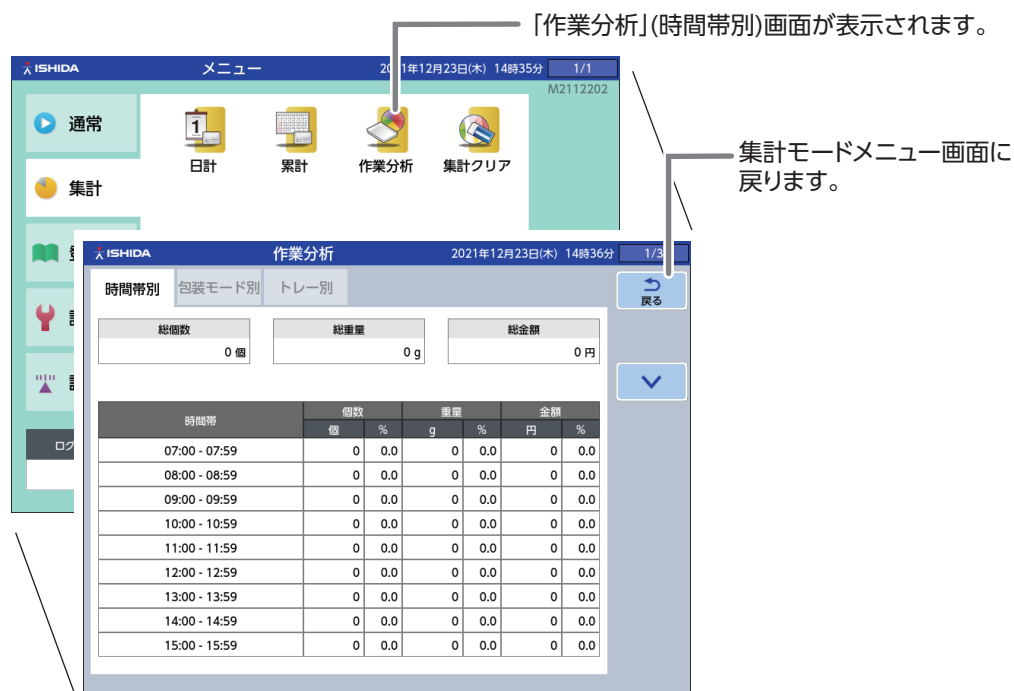 「作業分析」(時間帯別)画面が表示されます。
ISHIDA メニュー 2021年12月23日(木) 14時35分 1/1
M2112202
通常
日計 累計 作業分析 集計クリア
集計モードメニュー画面に
戻ります。
集計
ISHIDA 作業分析 2021年12月23日(木) 14時36分 1/3
時間帯別 包装モード別 トレー別
戻る
総個数 総重量 総金額
0 個 0 g 0 円
時間帯 個数 重量 金額
個 % g % 円 %
07:00 - 07:59 0 0.0 0 0.0 0 0.0
08:00 - 08:59 0 0.0 0 0.0 0 0.0
09:00 - 09:59 0 0.0 0 0.0 0 0.0
10:00 - 10:59 0 0.0 0 0.0 0 0.0
11:00 - 11:59 0 0.0 0 0.0 0 0.0
12:00 - 12:59 0 0.0 0 0.0 0 0.0
13:00 - 13:59 0 0.0 0 0.0 0 0.0
14:00 - 14:59 0 0.0 0 0.0 0 0.0
15:00 - 15:59 0 0.0 0 0.0 0 0.0